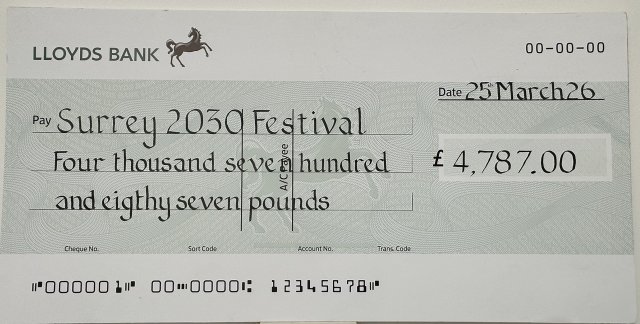 LLOYDS BANK
00-00-00
Date 25 March 26
Pay Surrey 2030 Festival
Four thousand seven hundred
£ 4,787.00
and eigthy seven pounds
A/C Payee
Cheque No. Sort Code Account No. Trans. Code
⑈000001⑈ 00⑉0000⑆ 12345678⑈